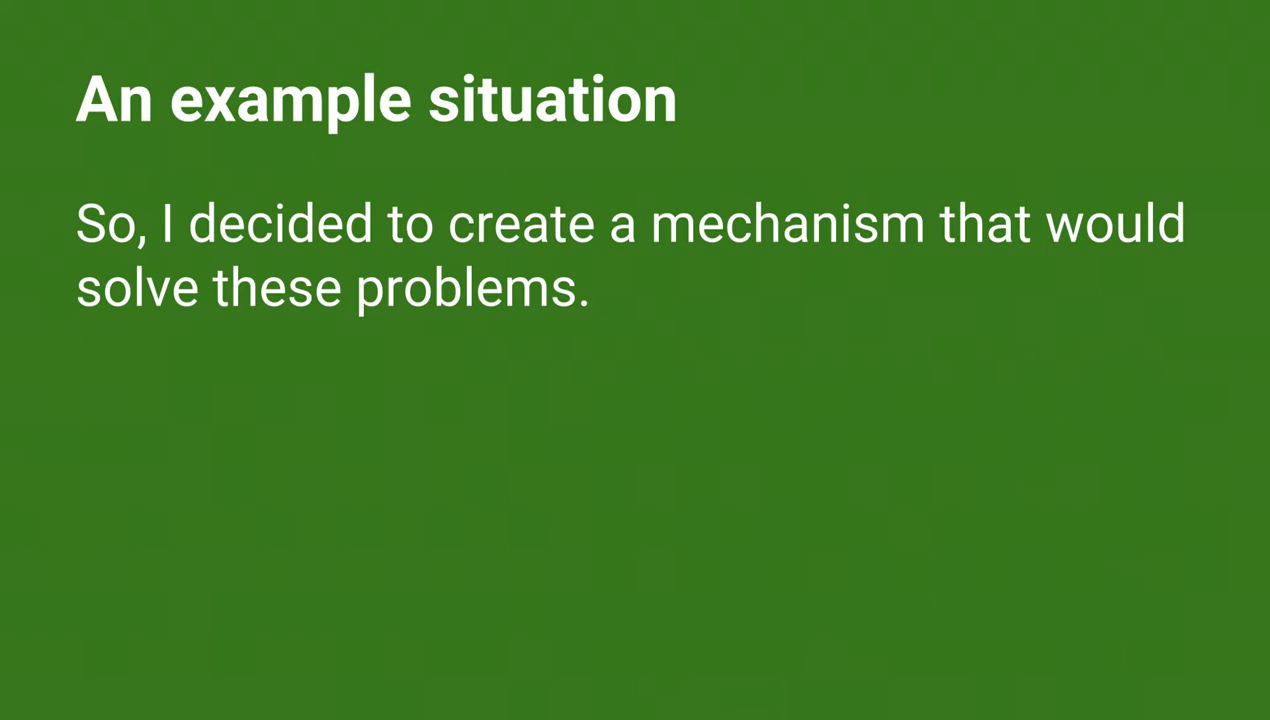 An example situation
So, I decided to create a mechanism that would
solve these problems.